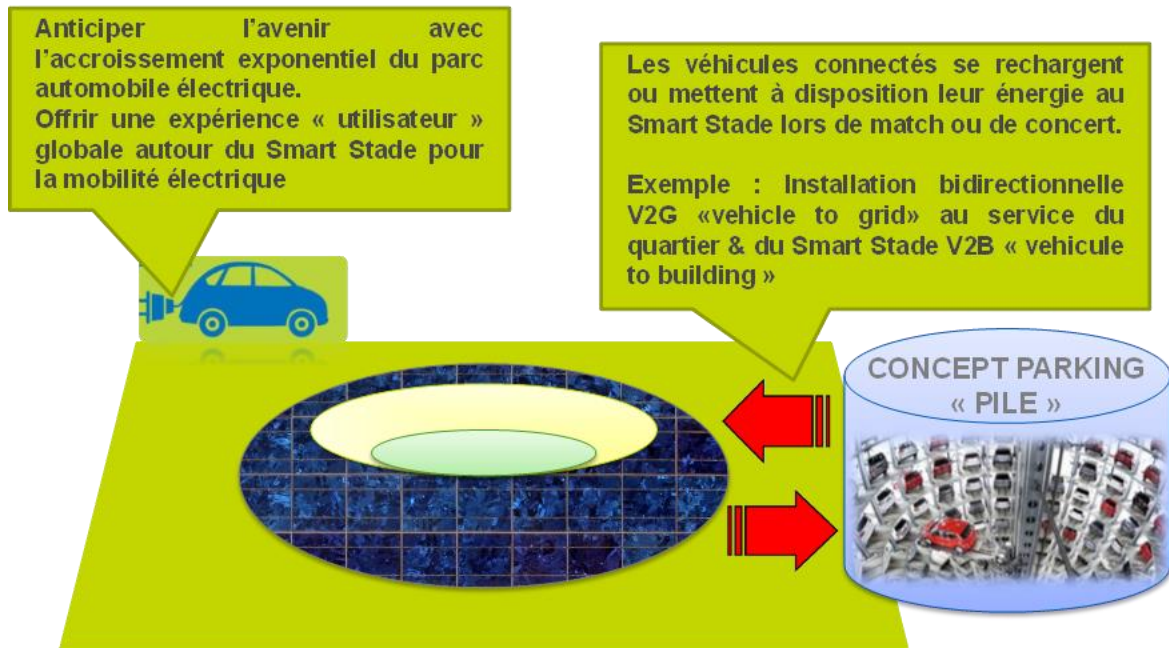 Anticiper l'avenir avec
l'accroissement exponentiel du parc
automobile électrique.
Offrir une expérience « utilisateur »
globale autour du Smart Stade pour
la mobilité électrique
Les véhicules connectés se rechargent
ou mettent à disposition leur énergie au
Smart Stade lors de match ou de concert.
Exemple : Installation bidirectionnelle
V2G «vehicle to grid» au service du
quartier & du Smart Stade V2B « vehicule
to building »
CONCEPT PARKING
« PILE »